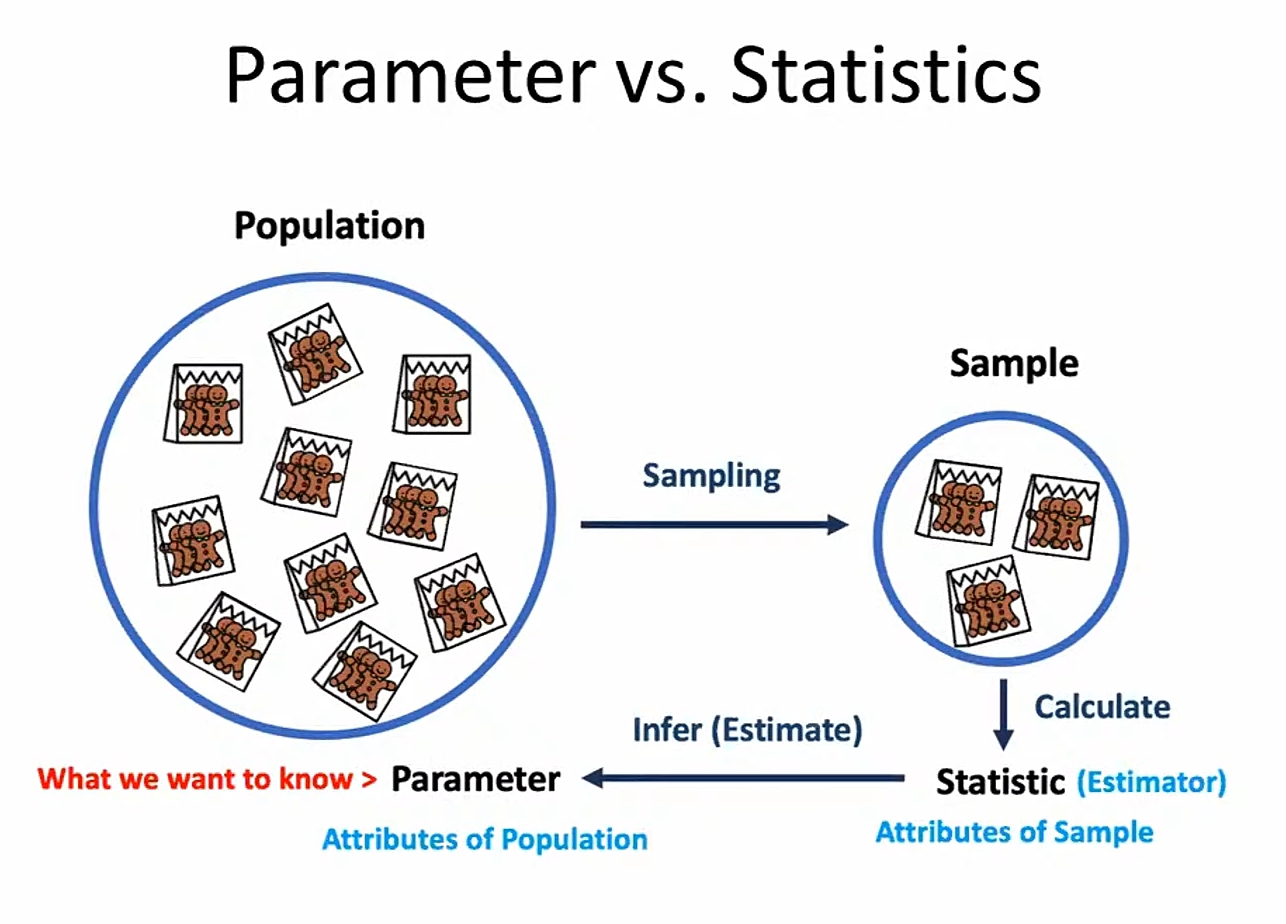 Parameter vs. Statistics
Population
Sample
Sampling
Calculate
Infer (Estimate)
What we want to know > Parameter
Statistic (Estimator)
Attributes of Population
Attributes of Sample